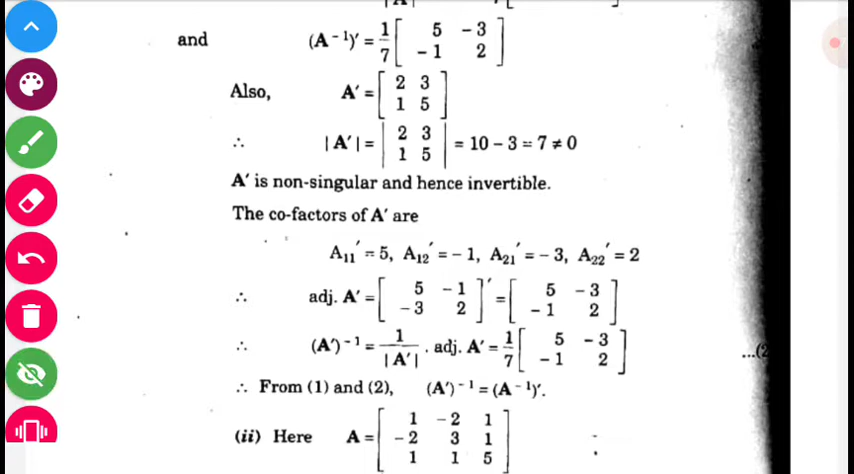 |A|
and (A⁻¹)′ = 1/7 [ 5 −3
−1 2 ]
Also, A′ = [ 2 3
1 5 ]
∴ |A′| = | 2 3
1 5 | = 10 − 3 = 7 ≠ 0
A′ is non-singular and hence invertible.
The co-factors of A′ are
A₁₁′ = 5, A₁₂′ = − 1, A₂₁′ = − 3, A₂₂′ = 2
∴ adj. A′ = [ 5 −1
−3 2 ]′ = [ 5 −3
−1 2 ]
∴ (A′)⁻¹ = 1/|A′| . adj. A′ = 1/7 [ 5 −3
−1 2 ] ...(2
∴ From (1) and (2), (A′)⁻¹ = (A⁻¹)′.
(ii) Here A = [ 1 −2 1
−2 3 1
1 1 5 ]